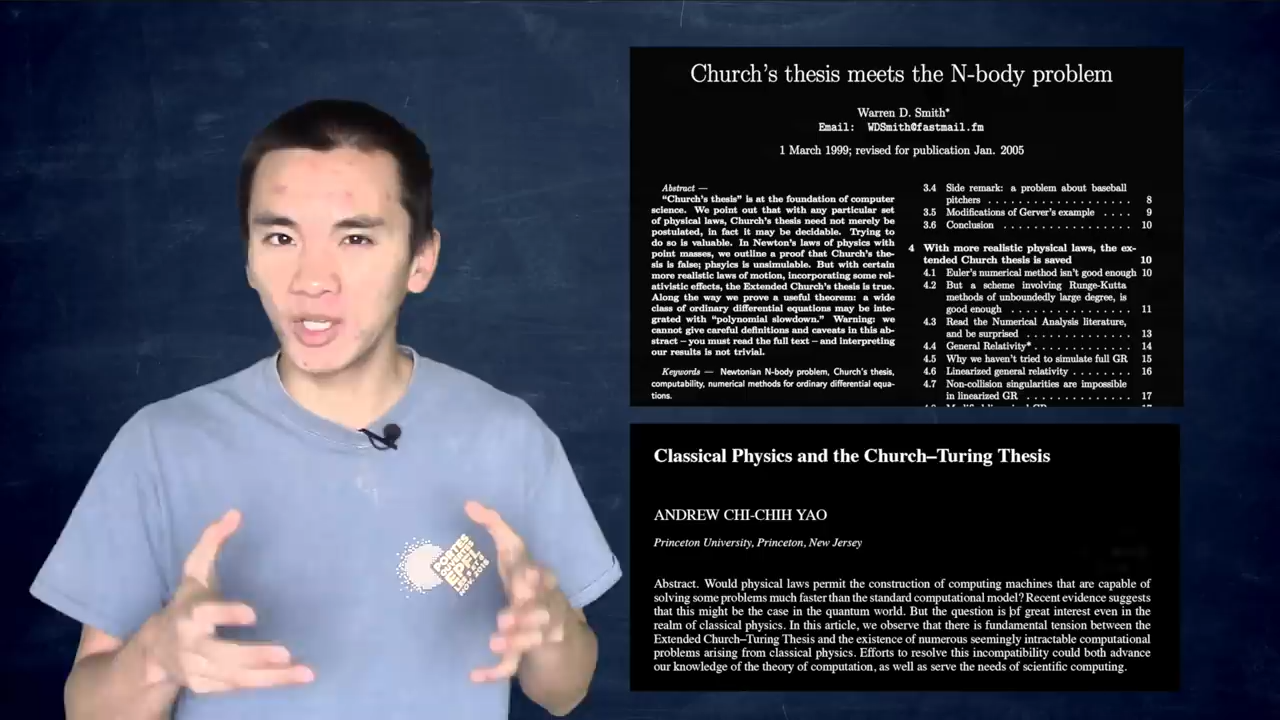 Church's thesis meets the N-body problem
Warren D. Smith*
Email: WDSmith@fastmail.fm
1 March 1999; revised for publication Jan. 2005
Abstract —
"Church's thesis" is at the foundation of computer
science. We point out that with any particular set
of physical laws, Church's thesis need not merely be
postulated, in fact it may be decidable. Trying to
do so is valuable. In Newton's laws of physics with
point masses, we outline a proof that Church's the-
sis is false; phsyics is unsimulable. But with certain
more realistic laws of motion, incorporating some rel-
ativistic effects, the Extended Church's thesis is true.
Along the way we prove a useful theorem: a wide
class of ordinary differential equations may be inte-
grated with "polynomial slowdown." Warning: we
cannot give careful definitions and caveats in this ab-
stract – you must read the full text – and interpreting
our results is not trivial.
Keywords — Newtonian N-body problem, Church's thesis,
computability, numerical methods for ordinary differential equa-
tions.
3.4 Side remark: a problem about baseball
pitchers . . . . . . . . . . . . . . . . . . 8
3.5 Modifications of Gerver's example . . . . 9
3.6 Conclusion . . . . . . . . . . . . . . . . 10
4 With more realistic physical laws, the ex-
tended Church thesis is saved 10
4.1 Euler's numerical method isn't good enough 10
4.2 But a scheme involving Runge-Kutta
methods of unboundedly large degree, is
good enough . . . . . . . . . . . . . . . 11
4.3 Read the Numerical Analysis literature,
and be surprised . . . . . . . . . . . . . 13
4.4 General Relativity* . . . . . . . . . . . . 14
4.5 Why we haven't tried to simulate full GR 15
4.6 Linearized general relativity . . . . . . . 16
4.7 Non-collision singularities are impossible
in linearized GR . . . . . . . . . . . . . 17
Classical Physics and the Church–Turing Thesis
ANDREW CHI-CHIH YAO
Princeton University, Princeton, New Jersey
Abstract. Would physical laws permit the construction of computing machines that are capable of
solving some problems much faster than the standard computational model? Recent evidence suggests
that this might be the case in the quantum world. But the question is of great interest even in the
realm of classical physics. In this article, we observe that there is fundamental tension between the
Extended Church–Turing Thesis and the existence of numerous seemingly intractable computational
problems arising from classical physics. Efforts to resolve this incompatibility could both advance
our knowledge of the theory of computation, as well as serve the needs of scientific computing.
EPFL